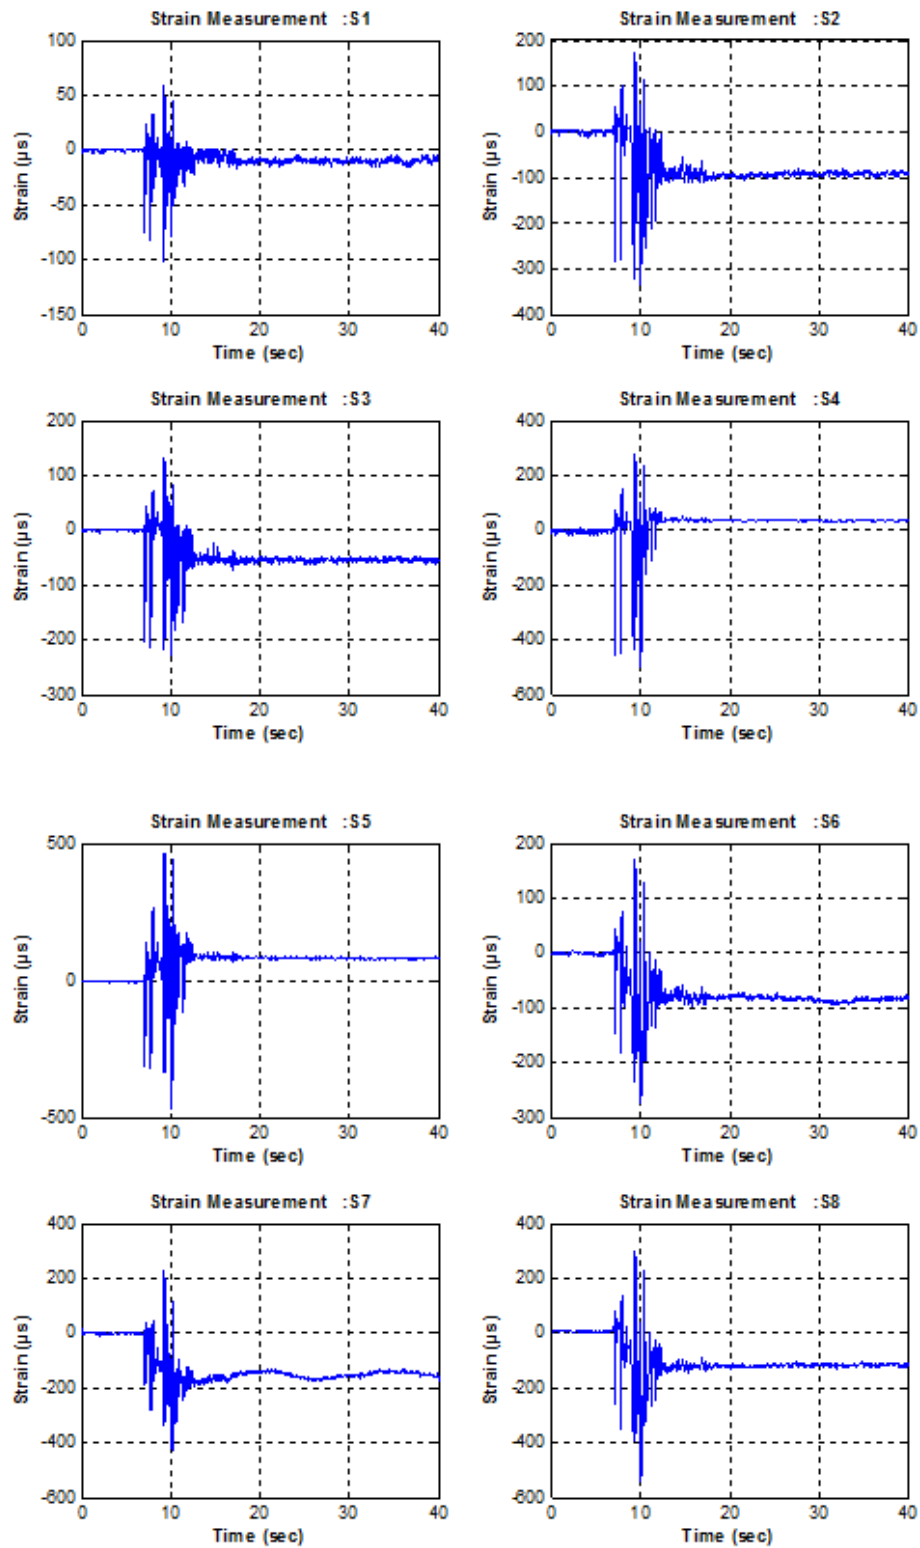 Strain Measurement :S1
100
50
0
-50
-100
-150
Strain (µs)
0 10 20 30 40
Time (sec)
Strain Measurement :S2
200
100
0
-100
-200
-300
-400
Strain (µs)
0 10 20 30 40
Time (sec)
Strain Measurement :S3
200
100
0
-100
-200
-300
Strain (µs)
0 10 20 30 40
Time (sec)
Strain Measurement :S4
400
200
0
-200
-400
-600
Strain (µs)
0 10 20 30 40
Time (sec)
Strain Measurement :S5
500
0
-500
Strain (µs)
0 10 20 30 40
Time (sec)
Strain Measurement :S6
200
100
0
-100
-200
-300
Strain (µs)
0 10 20 30 40
Time (sec)
Strain Measurement :S7
400
200
0
-200
-400
-600
Strain (µs)
0 10 20 30 40
Time (sec)
Strain Measurement :S8
400
200
0
-200
-400
-600
Strain (µs)
0 10 20 30 40
Time (sec)